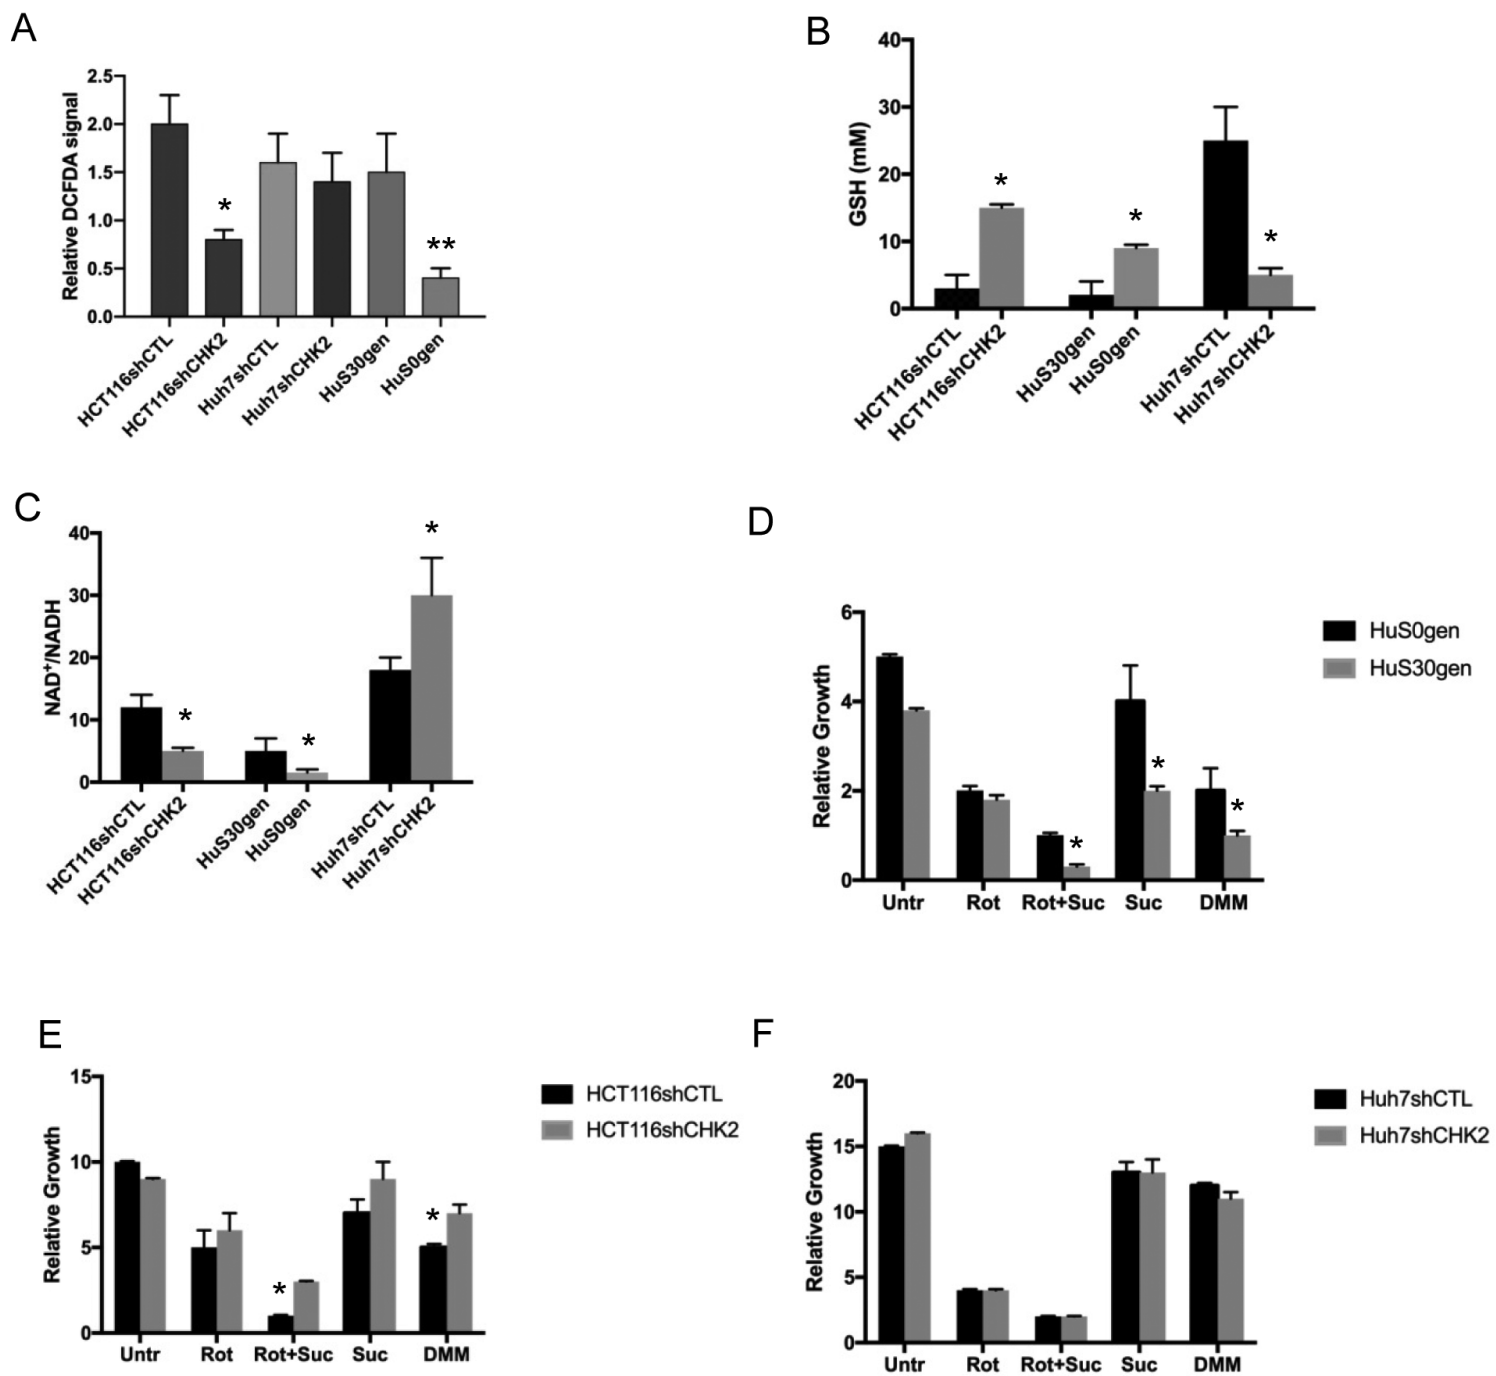 A
Relative DCFDA signal
2.5
2.0
1.5
1.0
0.5
0.0
*
**
HCT116shCTL
HCT116shCHK2
Huh7shCTL
Huh7shCHK2
HuS30gen
HuS0gen
B
GSH (mM)
40
30
20
10
0
*
*
*
HCT116shCTL
HCT116shCHK2
HuS30gen
HuS0gen
Huh7shCTL
Huh7shCHK2
C
NAD⁺/NADH
40
30
20
10
0
*
*
*
HCT116shCTL
HCT116shCHK2
HuS30gen
HuS0gen
Huh7shCTL
Huh7shCHK2
D
Relative Growth
6
4
2
0
*
*
*
Untr Rot Rot+Suc Suc DMM
HuS0gen
HuS30gen
E
Relative Growth
15
10
5
0
*
*
Untr Rot Rot+Suc Suc DMM
HCT116shCTL
HCT116shCHK2
F
Relative Growth
20
15
10
5
0
Untr Rot Rot+Suc Suc DMM
Huh7shCTL
Huh7shCHK2